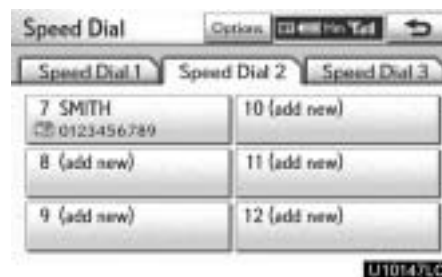 Speed Dial
Options
Speed Dial 1
Speed Dial 2
Speed Dial 3
7 SMITH
0123456789
8 (add new)
9 (add new)
10 (add new)
11 (add new)
12 (add new)